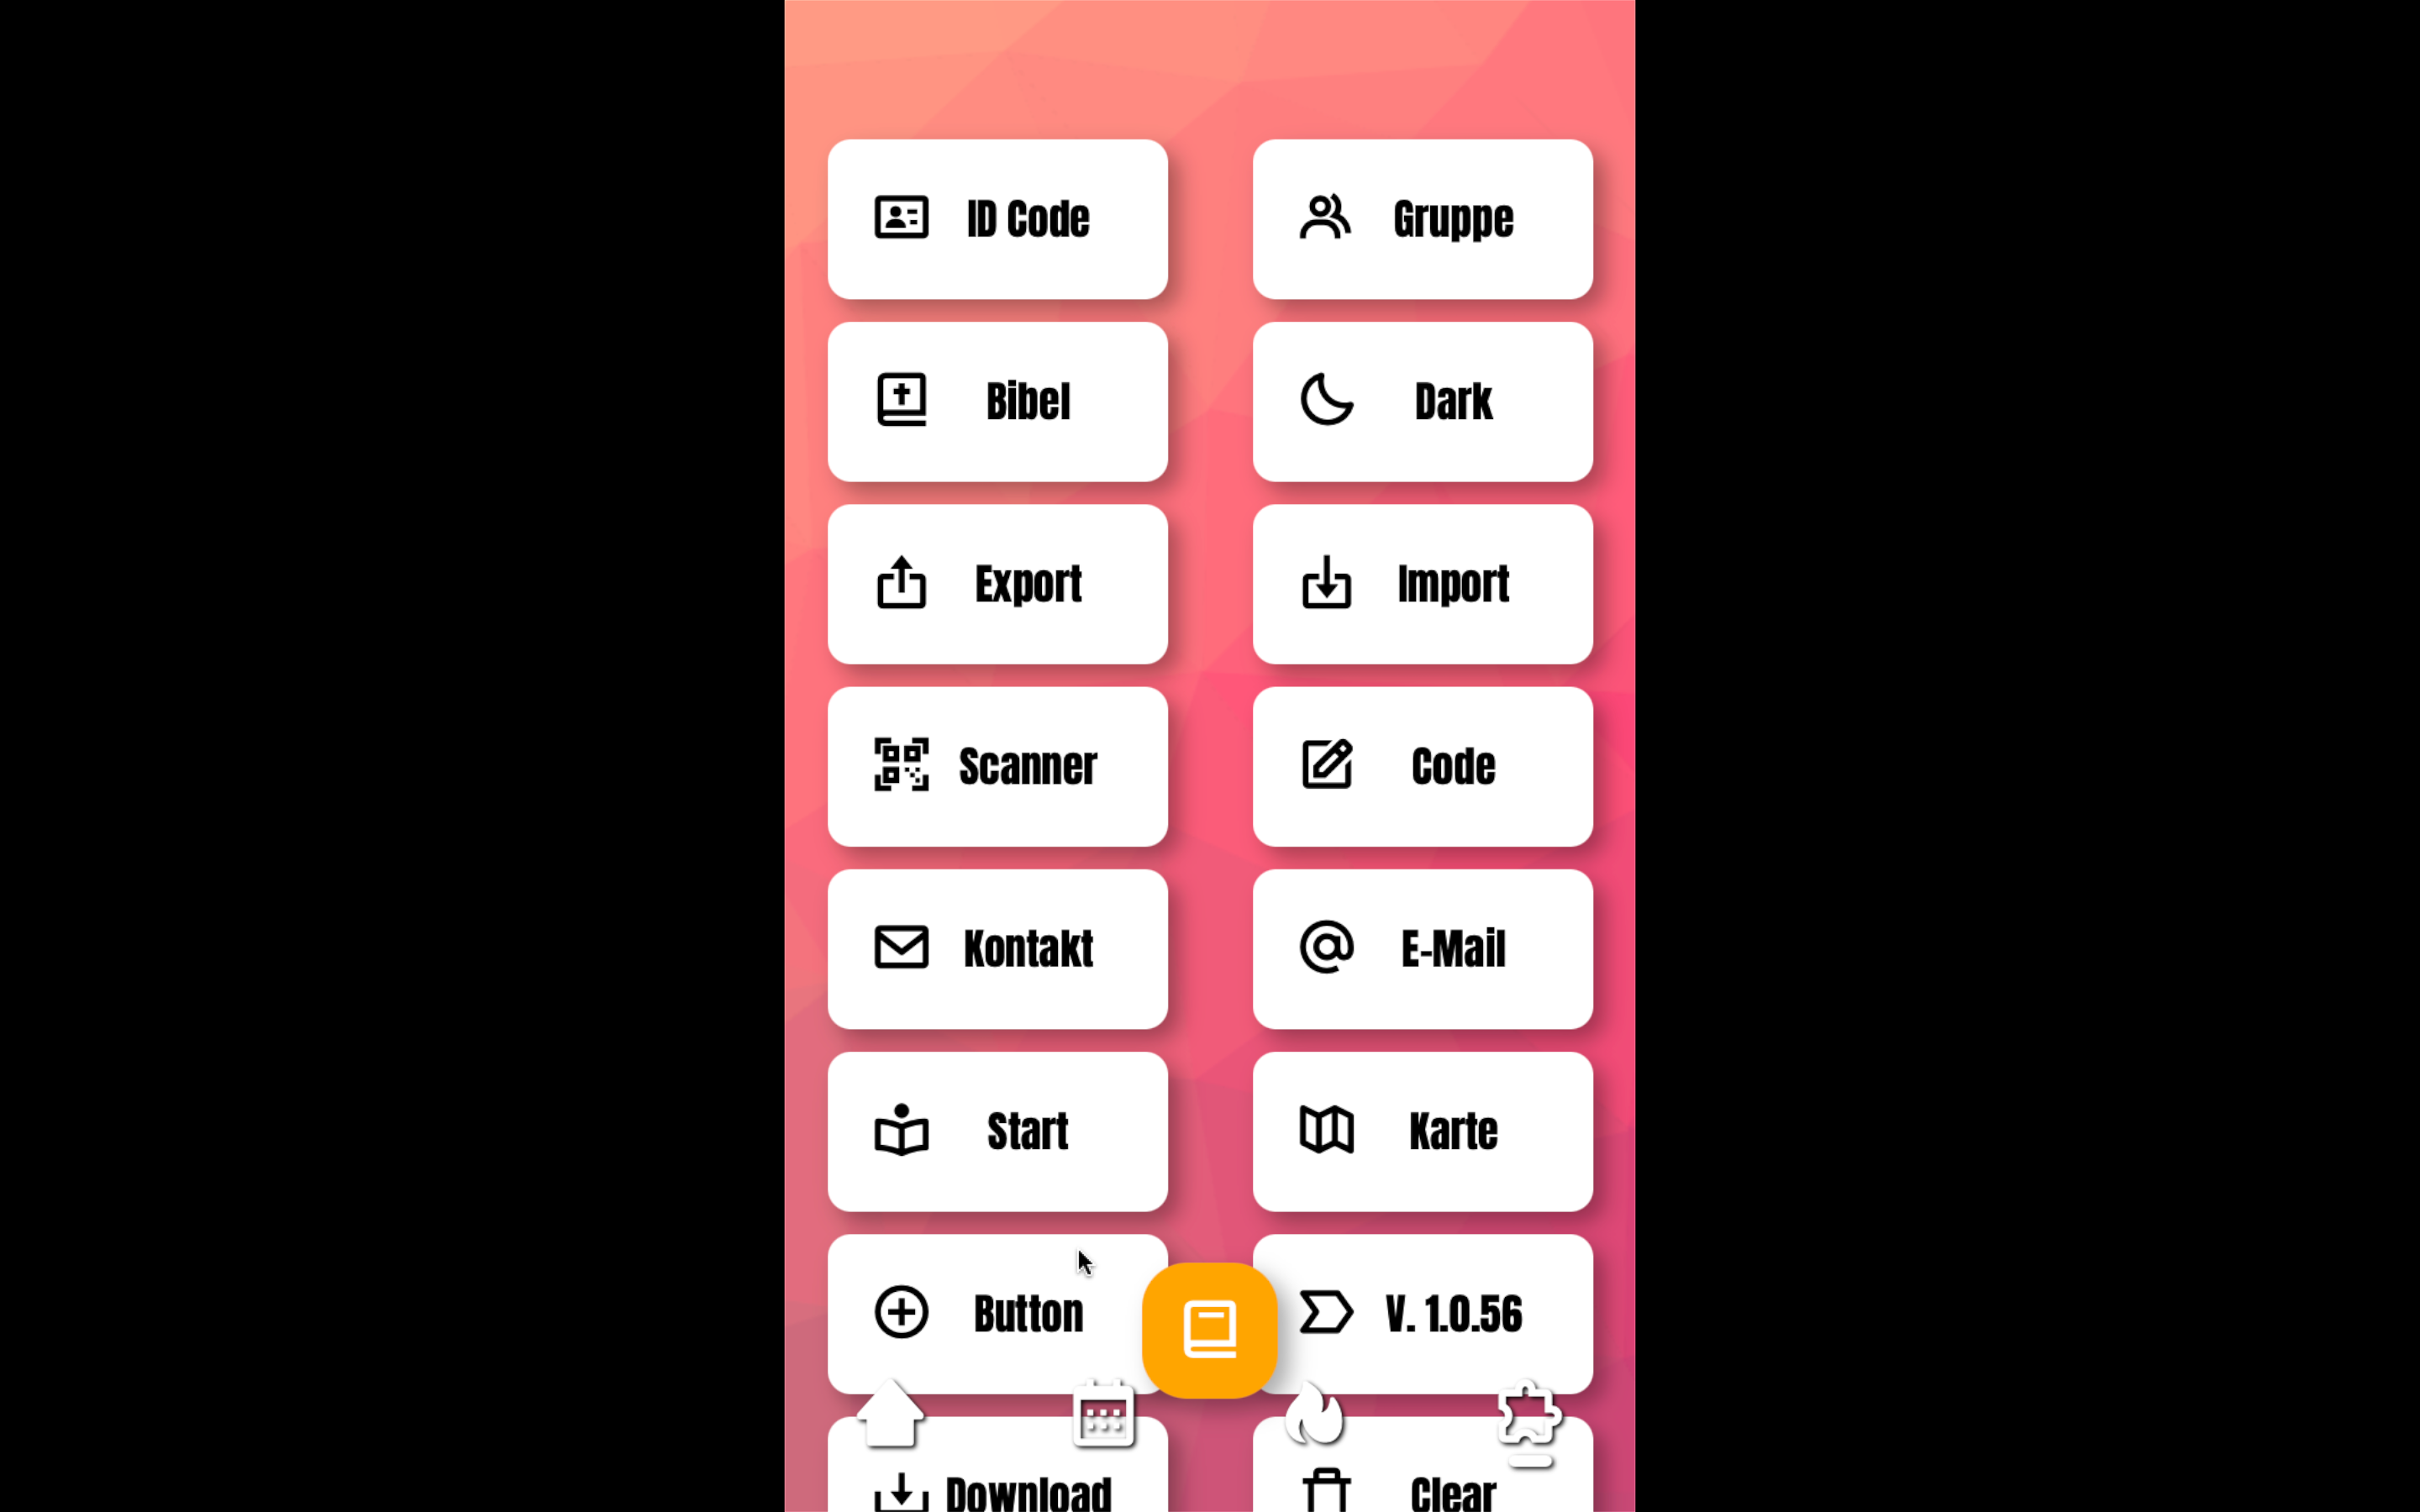 ID Code
Gruppe
Bibel
Dark
Export
Import
Scanner
Code
Kontakt
E-Mail
Start
Karte
Button
V. 1.0.56
Download
Clear